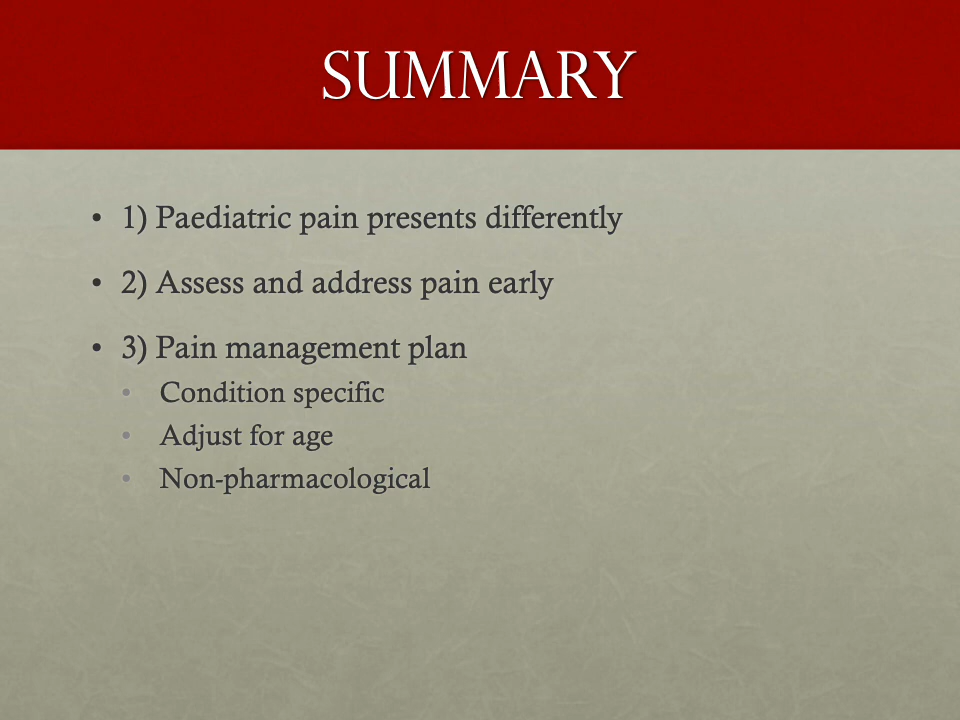 SUMMARY
• 1) Paediatric pain presents differently
• 2) Assess and address pain early
• 3) Pain management plan
• Condition specific
• Adjust for age
• Non-pharmacological